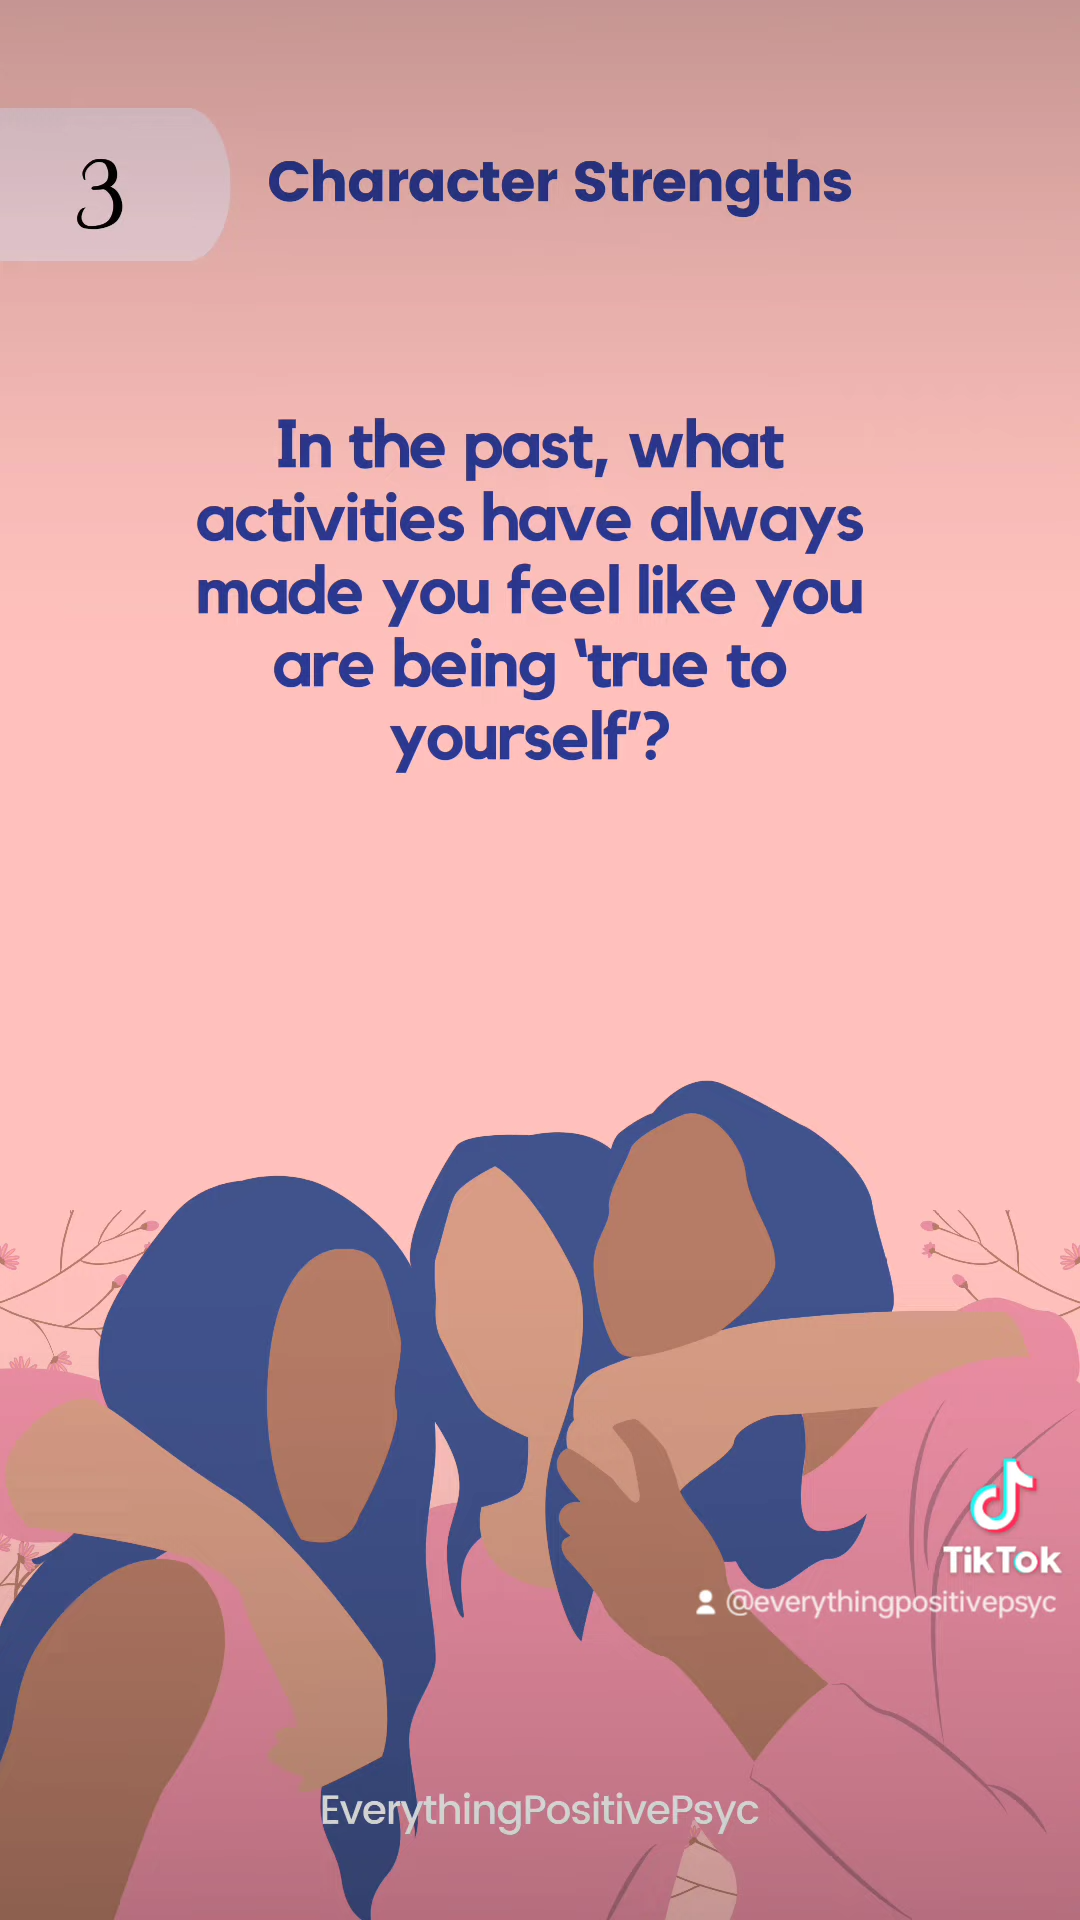 3
Character Strengths
In the past, what
activities have always
made you feel like you
are being ‘true to
yourself’?
TikTok
@everythingpositivepsyc
EverythingPositivePsyc